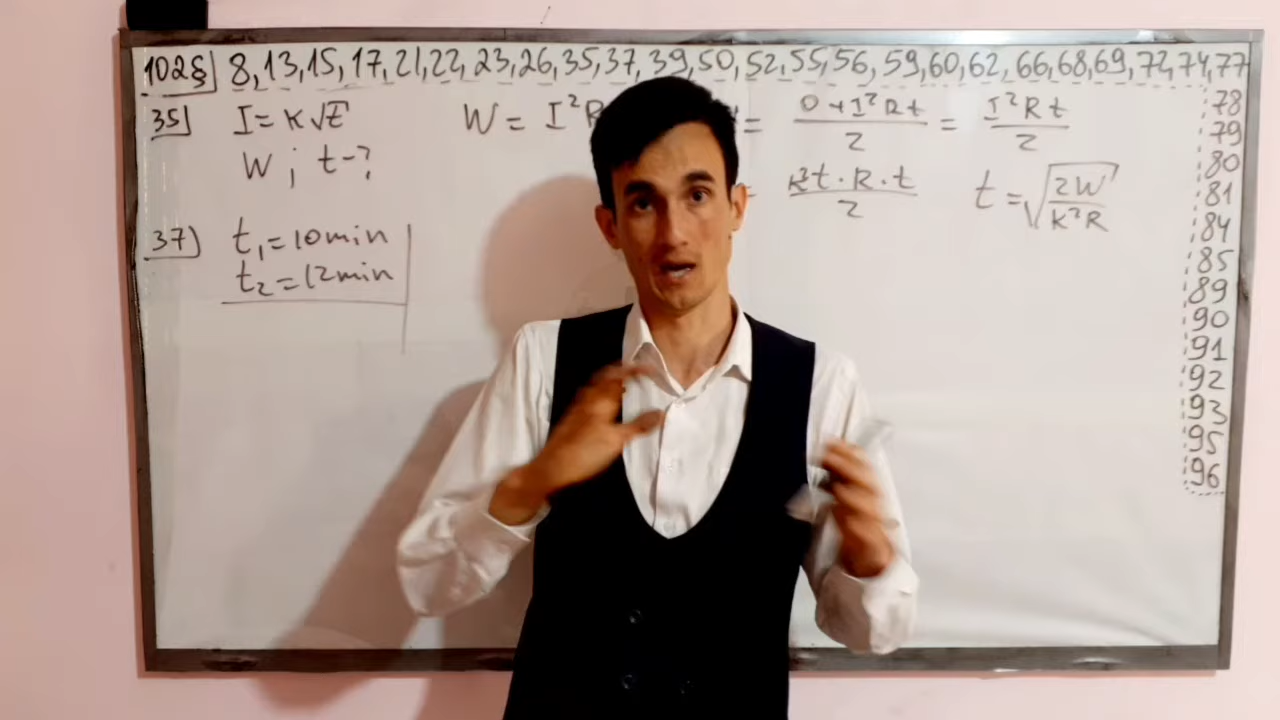 102§ 8, 13, 15, 17, 21, 22, 23, 26, 35, 37, 39, 50, 52, 55, 56, 59, 60, 62, 66, 68, 69, 72, 74, 77
78
79
80
81
84
85
89
90
91
92
93
95
96
35) I = K√t W = I²R = (0 + I²Rt)/2 = I²Rt/2
W ; t-? K²t·R·t/2 t = √(2W/K²R)
37) t₁ = 10min
t₂ = 12min